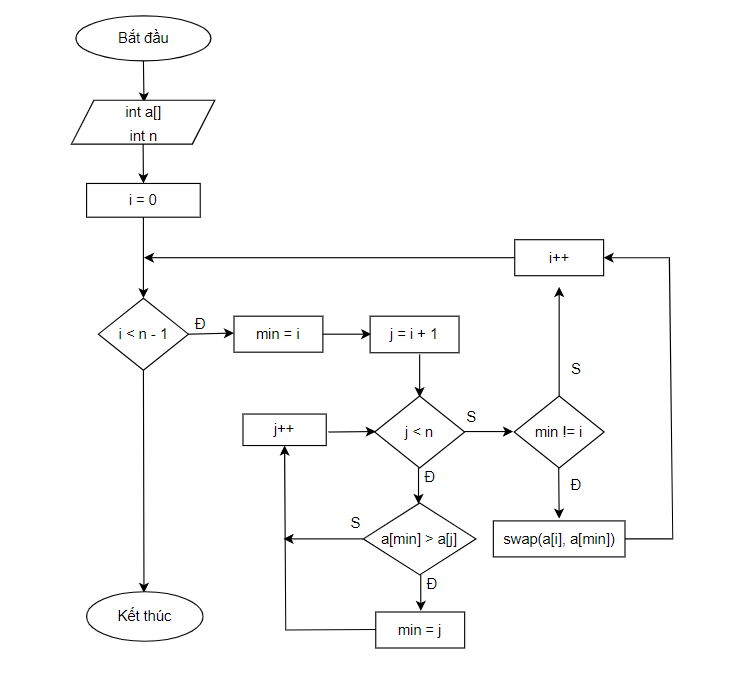 Bắt đầu
int a[]
int n
i = 0
i++
i < n - 1
Đ
min = i
j = i + 1
S
j++
j < n
S
min != i
Đ
Đ
S
a[min] > a[j]
swap(a[i], a[min])
Đ
Kết thúc
min = j